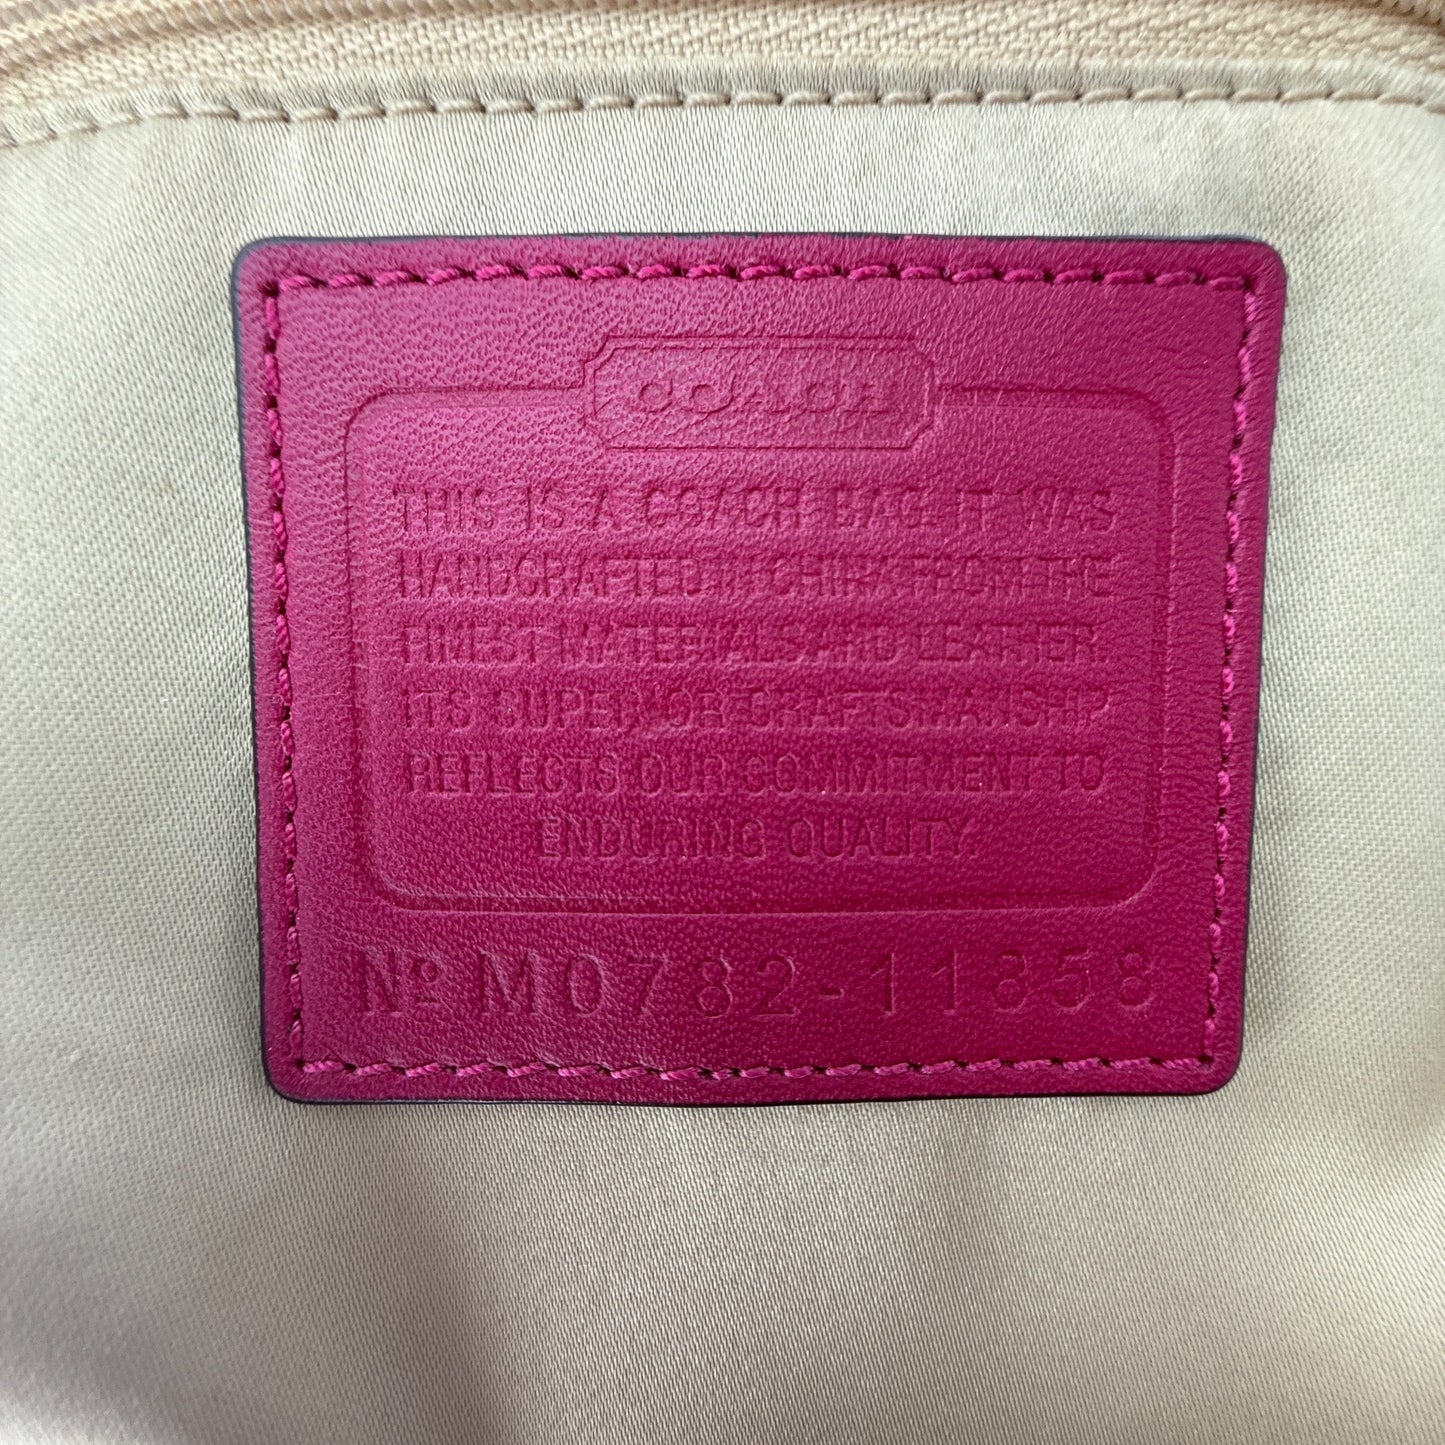 COACH
THIS IS A COACH BAG. IT WAS
HANDCRAFTED IN CHINA FROM THE
FINEST MATERIALS AND LEATHER.
ITS SUPERIOR CRAFTSMANSHIP
REFLECTS OUR COMMITMENT TO
ENDURING QUALITY.
Nº M0782-11858